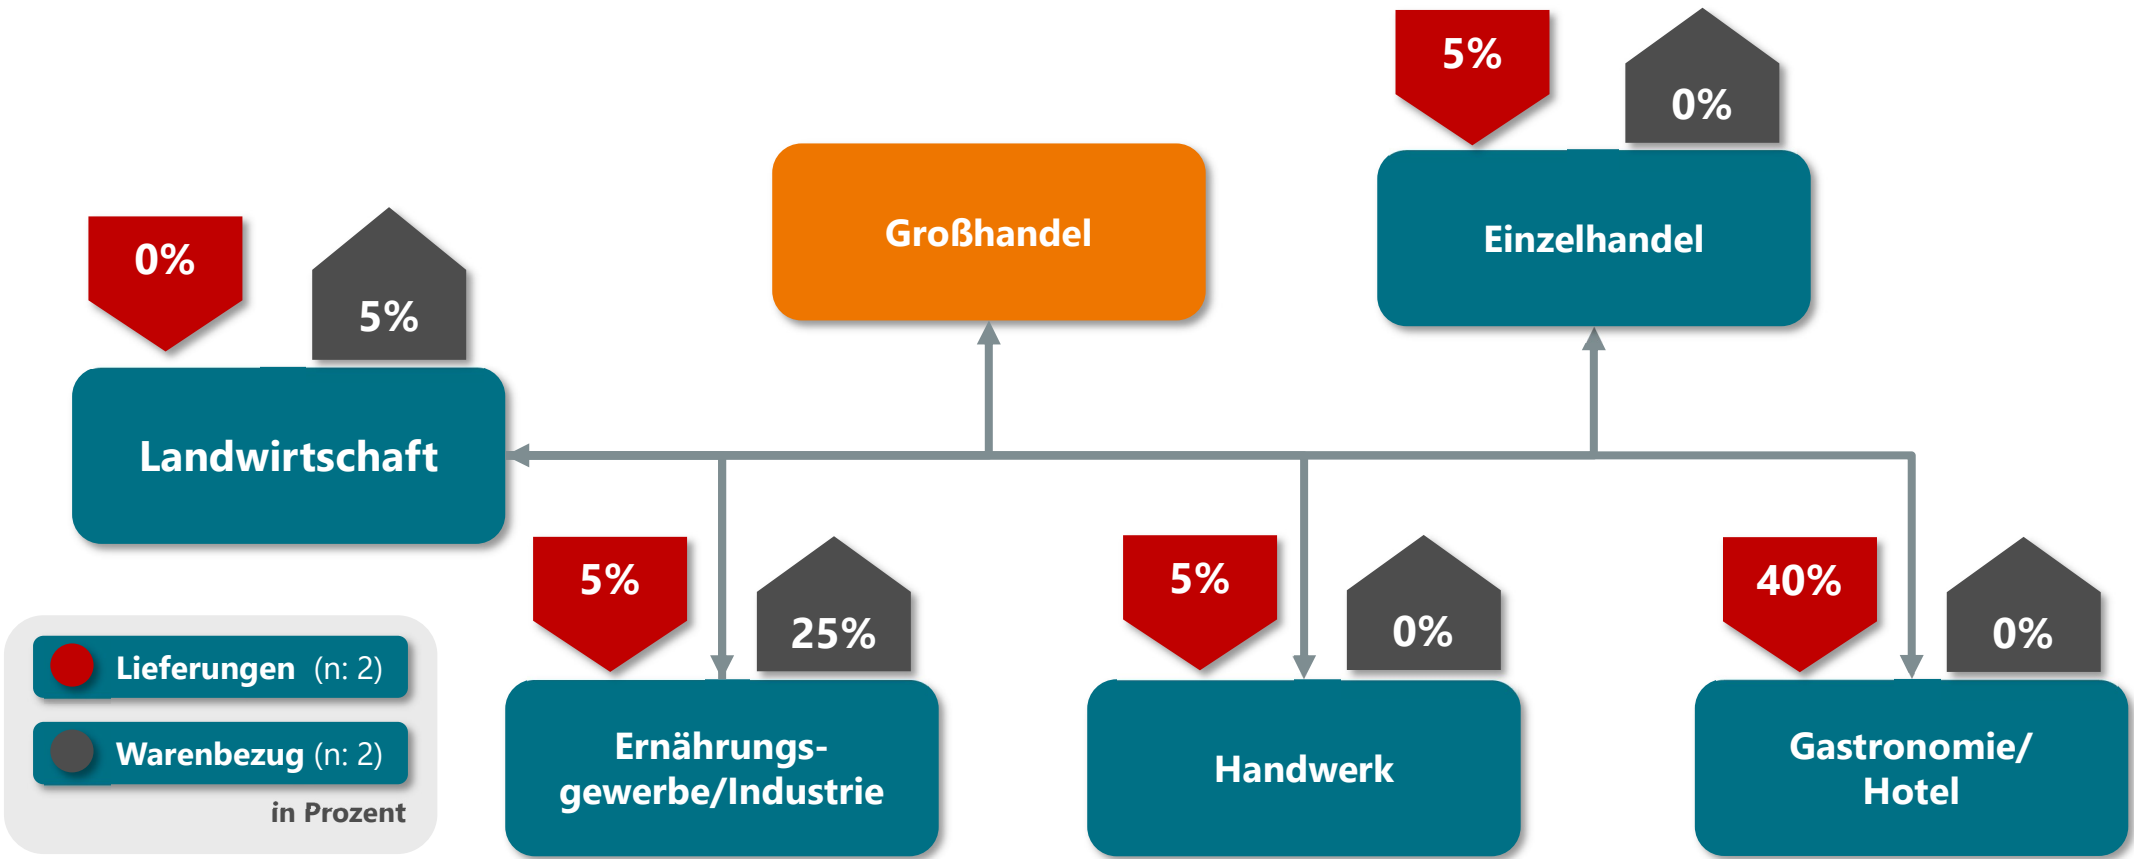 5%
0%
Großhandel
Einzelhandel
0%
5%
Landwirtschaft
5%
25%
5%
0%
40%
0%
Lieferungen (n: 2)
Warenbezug (n: 2)
in Prozent
Ernährungs-
gewerbe/Industrie
Handwerk
Gastronomie/
Hotel